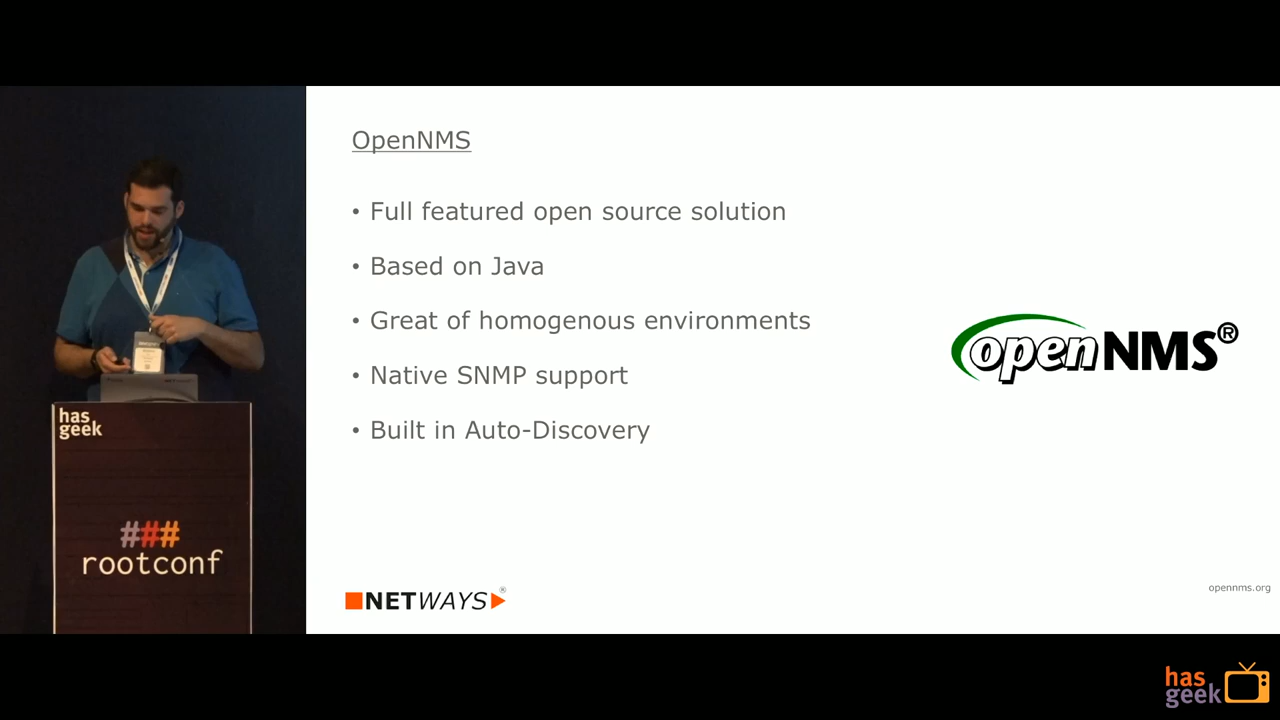 OpenNMS
• Full featured open source solution
• Based on Java
• Great of homogenous environments
• Native SNMP support
• Built in Auto-Discovery
openNMS®
NETWAYS®
opennms.org
has
geek
###
rootconf
has
geek